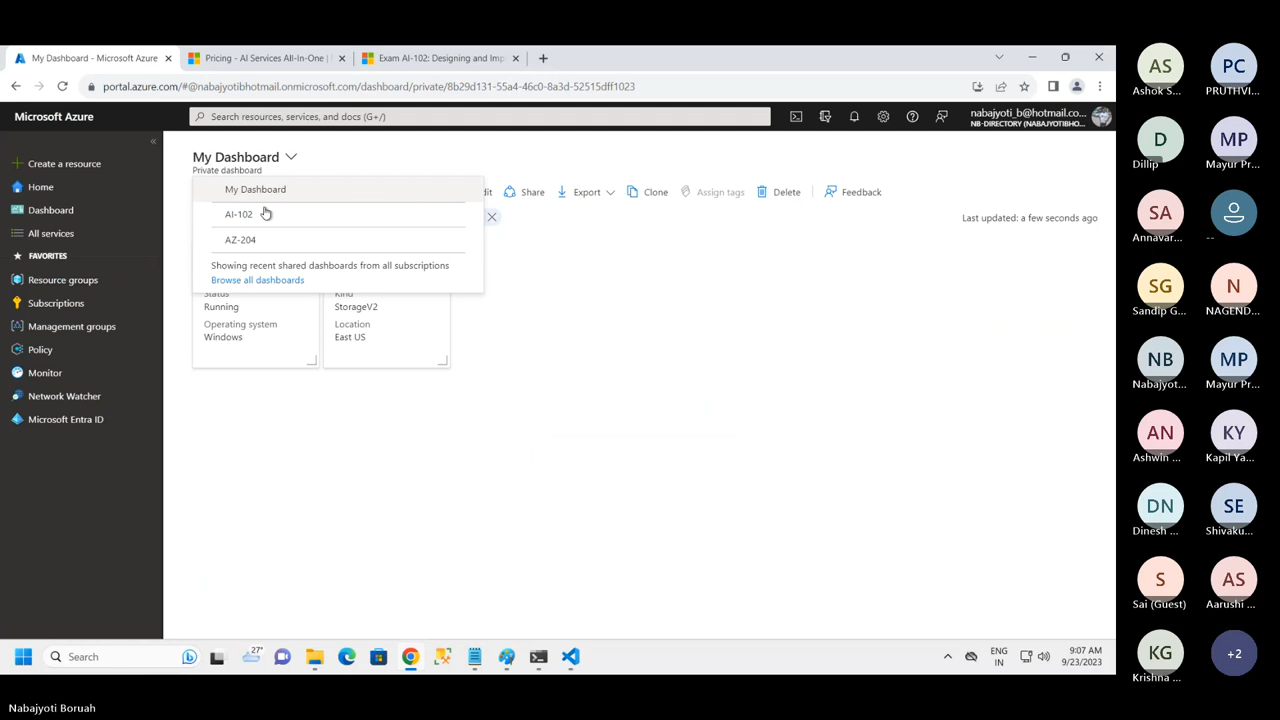 My Dashboard - Microsoft Azure
Pricing - AI Services All-In-One |
Exam AI-102: Designing and Imp
portal.azure.com/#@nabajyotibhotmail.onmicrosoft.com/dashboard/private/8b29d131-55a4-46c0-8a3d-52515dff1023
Microsoft Azure
Search resources, services, and docs (G+/)
nabajyoti_b@hotmail.co...
NB-DIRECTORY (NABAJYOTIBHO...
Create a resource
Home
Dashboard
All services
FAVORITES
Resource groups
Subscriptions
Management groups
Policy
Monitor
Network Watcher
Microsoft Entra ID
My Dashboard
Private dashboard
My Dashboard
AI-102
AZ-204
Showing recent shared dashboards from all subscriptions
Browse all dashboards
dit
Share
Export
Clone
Assign tags
Delete
Feedback
Last updated: a few seconds ago
Status
Running
Operating system
Windows
Kind
StorageV2
Location
East US
Search
27°
ENG
IN
9:07 AM
9/23/2023
AS
Ashok S...
PC
PRUTHVI...
D
Dillip
MP
Mayur Pr...
SA
Annavar...
--
SG
Sandip G...
N
NAGEND...
NB
Nabajyot...
MP
Mayur Pr...
AN
Ashwin ...
KY
Kapil Ya...
DN
Dinesh ...
SE
Shivaku...
S
Sai (Guest)
AS
Aarushi ...
KG
Krishna ...
+2
Nabajyoti Boruah